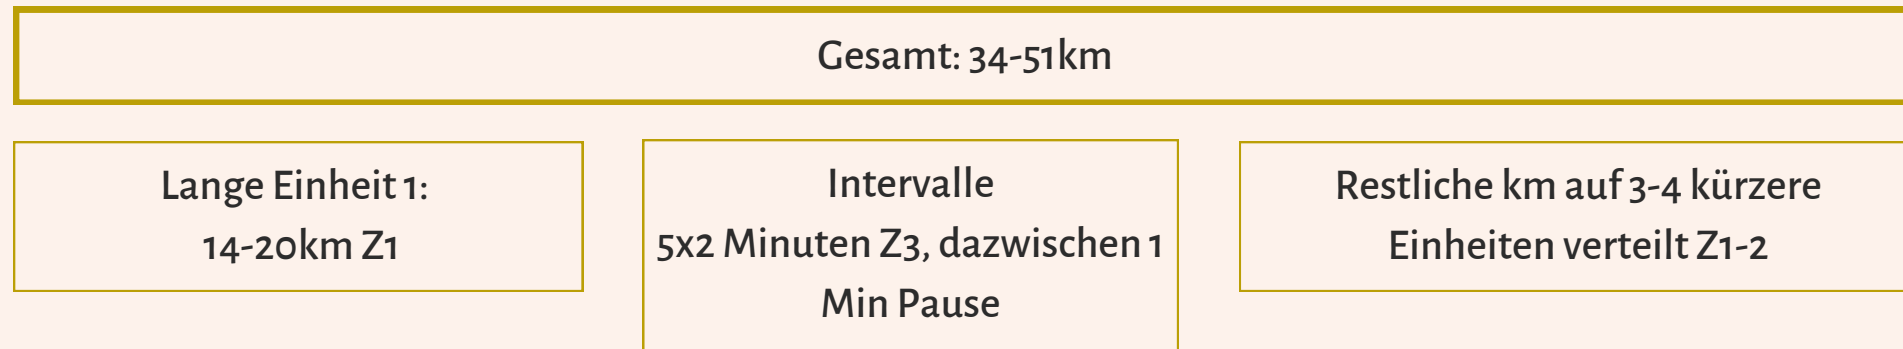 Gesamt: 34-51km
Lange Einheit 1:
14-20km Z1
Intervalle
5x2 Minuten Z3, dazwischen 1
Min Pause
Restliche km auf 3-4 kürzere
Einheiten verteilt Z1-2